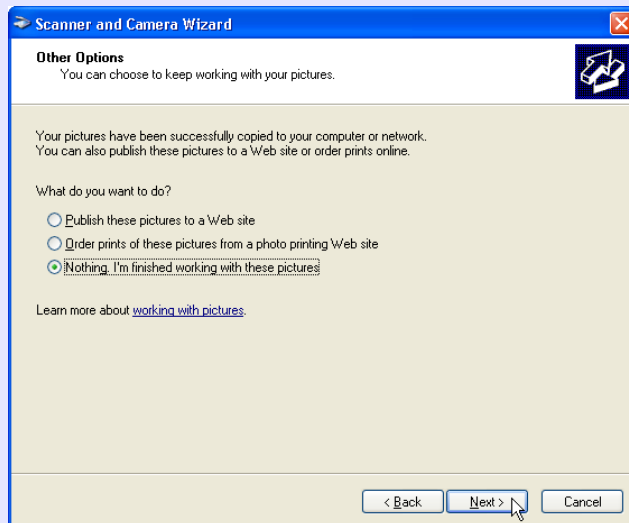 Scanner and Camera Wizard
Other Options
You can choose to keep working with your pictures.
Your pictures have been successfully copied to your computer or network.
You can also publish these pictures to a Web site or order prints online.
What do you want to do?
Publish these pictures to a Web site
Order prints of these pictures from a photo printing Web site
Nothing. I'm finished working with these pictures
Learn more about working with pictures.
< Back Next > Cancel